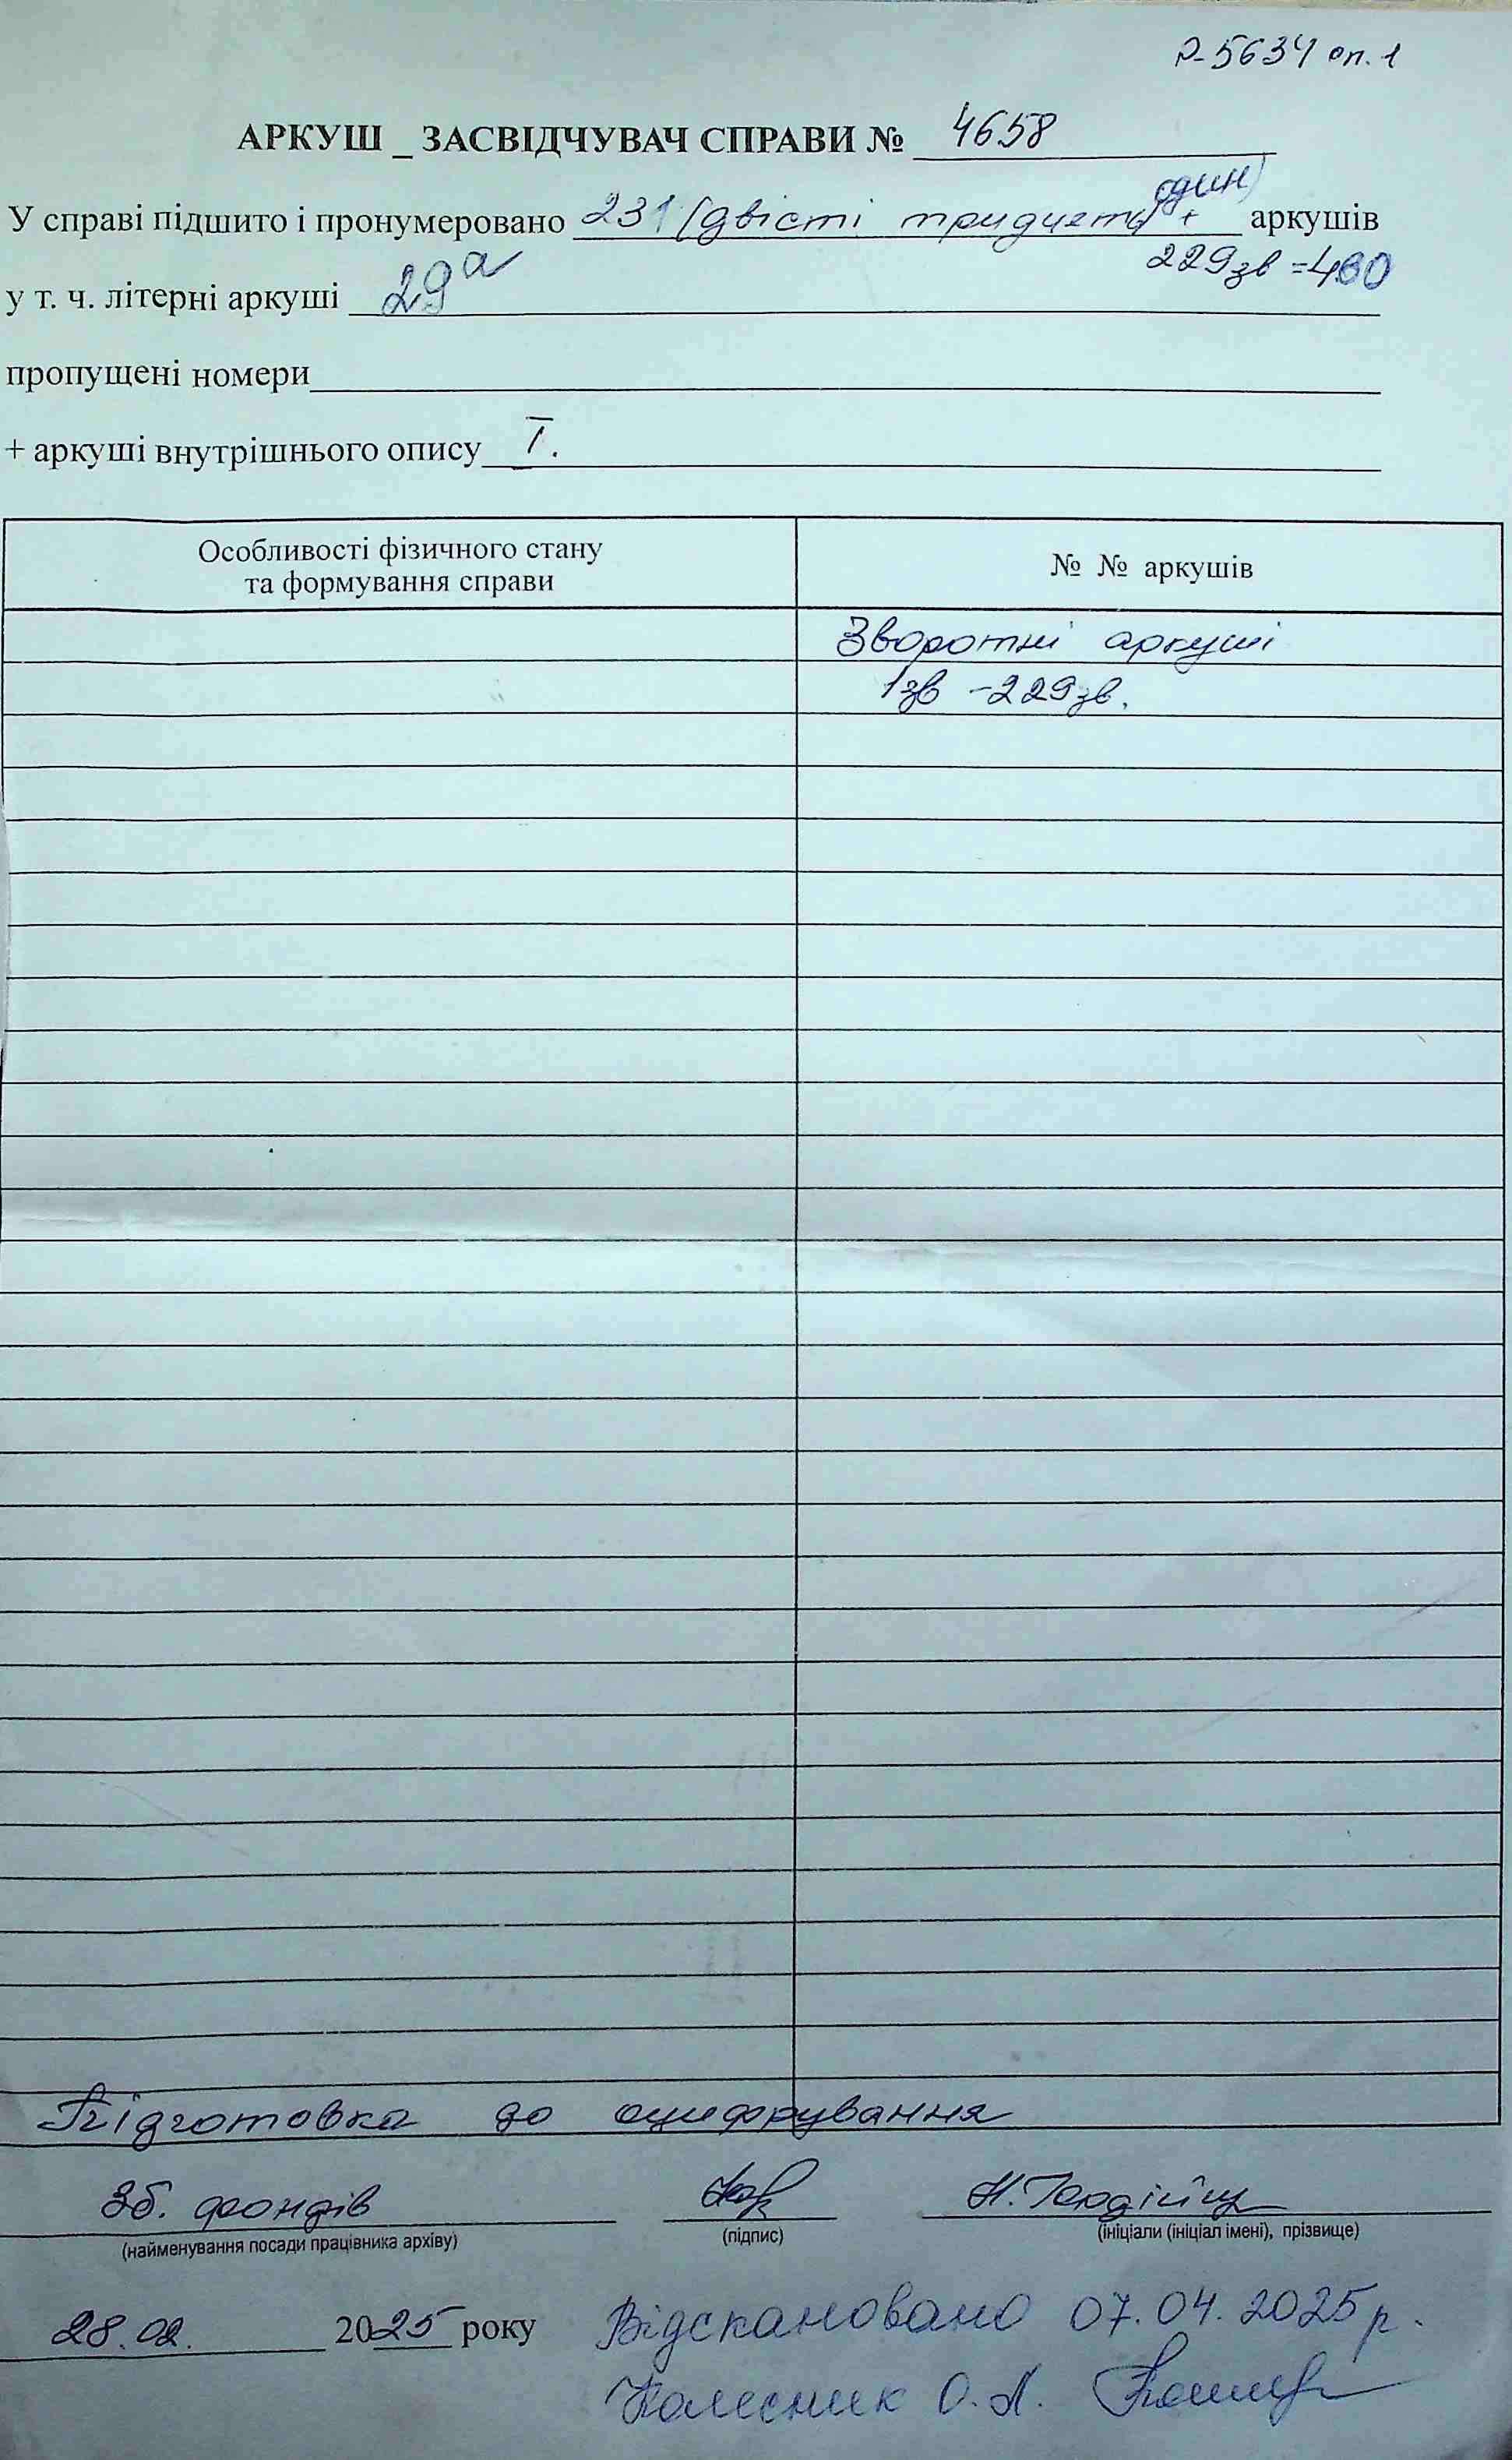 Р-5634 оп. 1
АРКУШ _ ЗАСВІДЧУВАЧ СПРАВИ № 4658
У справі підшито і пронумеровано 231 (двісті тридцять один) + аркушів
229 зв = 460
у т. ч. літерні аркуші 29а
пропущені номери
+ аркуші внутрішнього опису I.
Особливості фізичного стану
та формування справи
№ № аркушів
Зворотні аркуші
1зв - 229зв.
Підготовка до оцифрування
Зб. фондів
(найменування посади працівника архіву)
(підпис)
(ініціали (ініціал імені), прізвище)
28.02. 2025 року
Відскановано 07.04.2025 р.
Колесник О.Л.